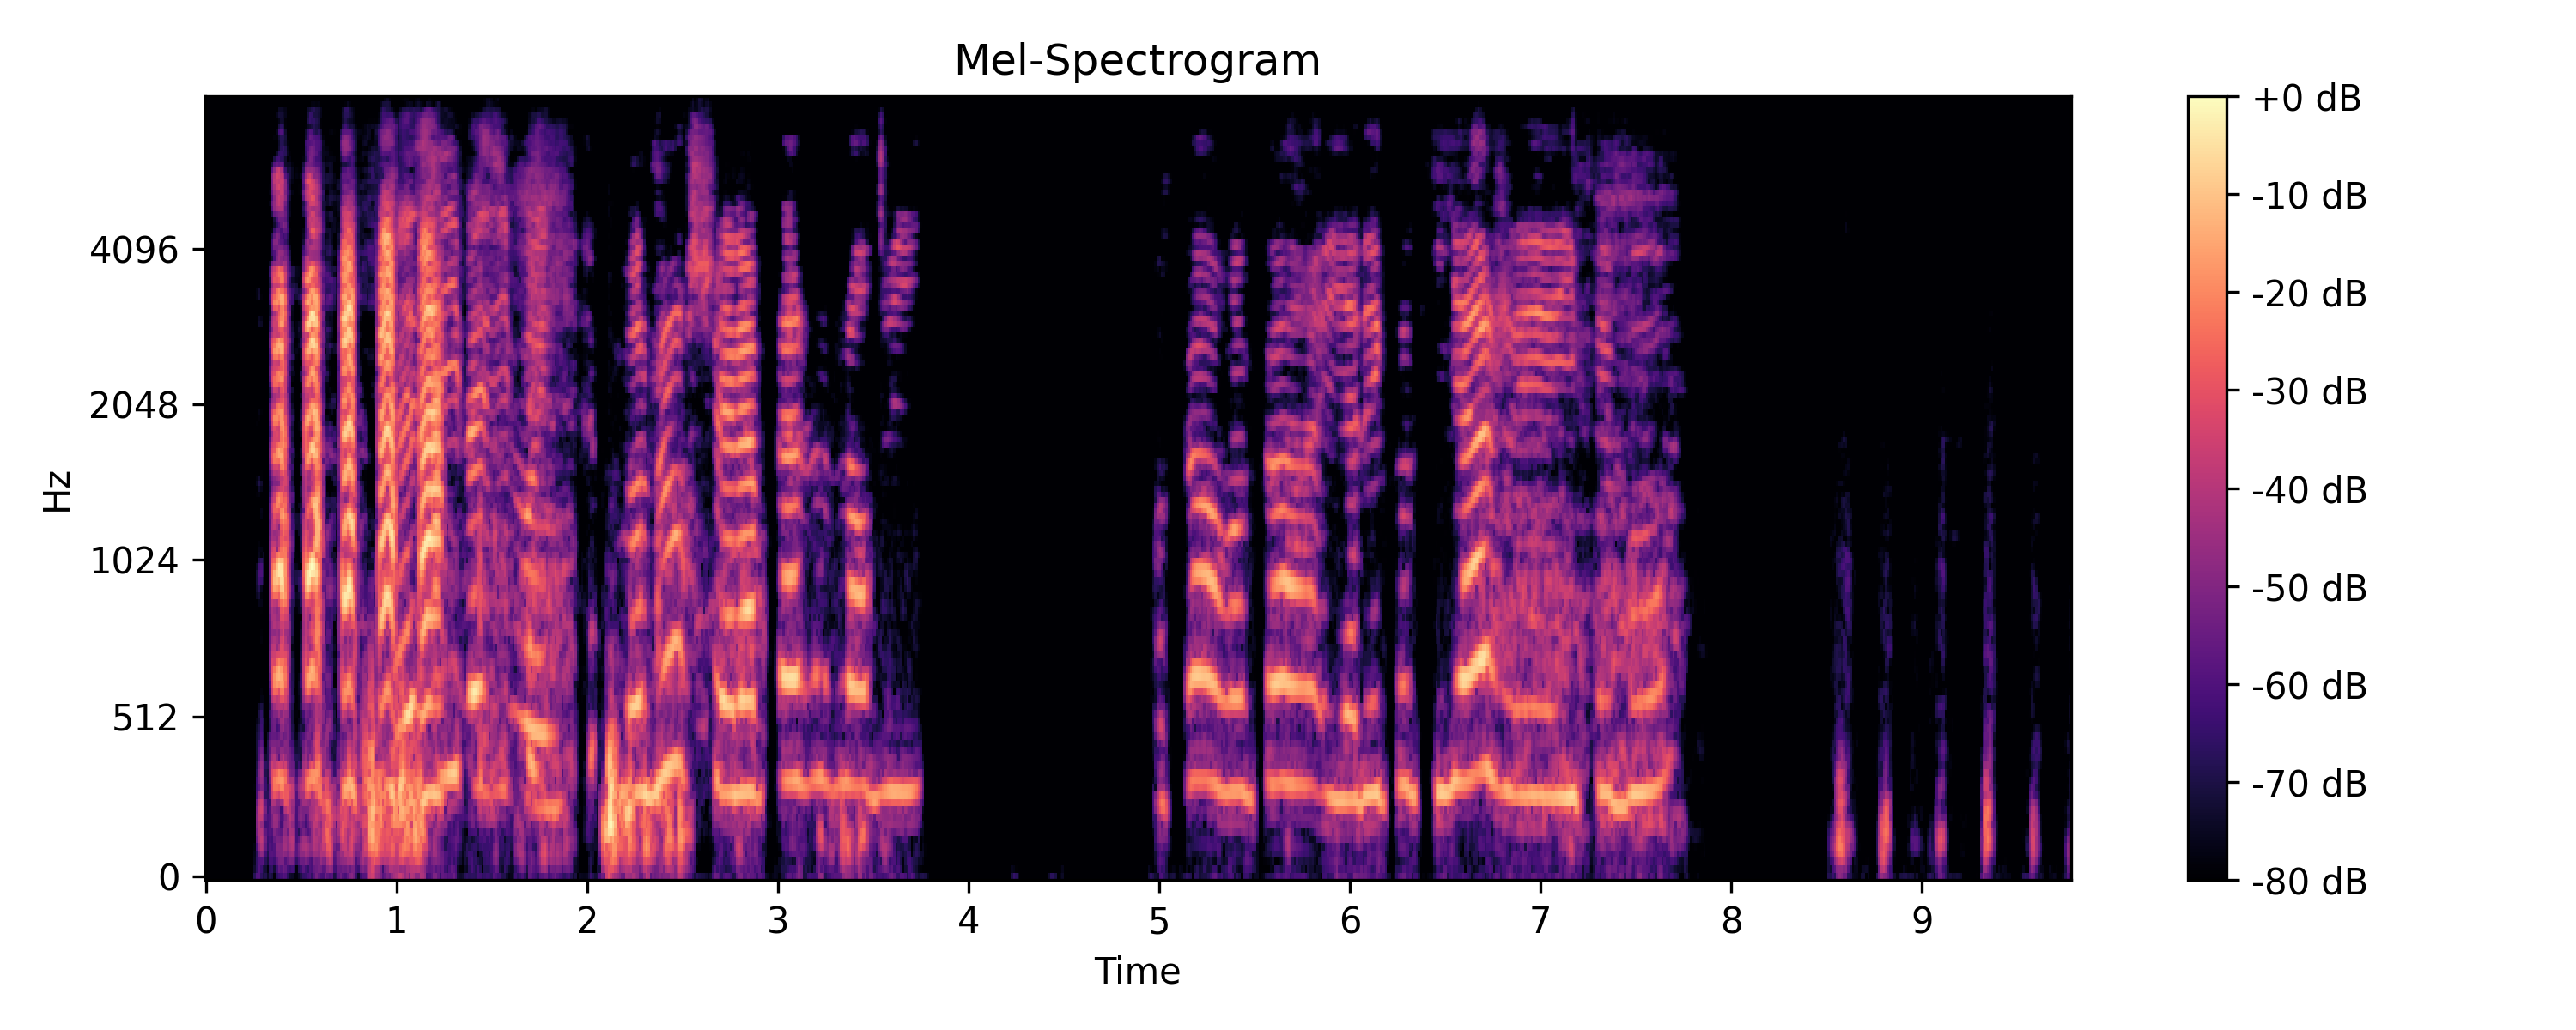 Mel-Spectrogram
Hz
4096
2048
1024
512
0
0 1 2 3 4 5 6 7 8 9
Time
+0 dB
-10 dB
-20 dB
-30 dB
-40 dB
-50 dB
-60 dB
-70 dB
-80 dB